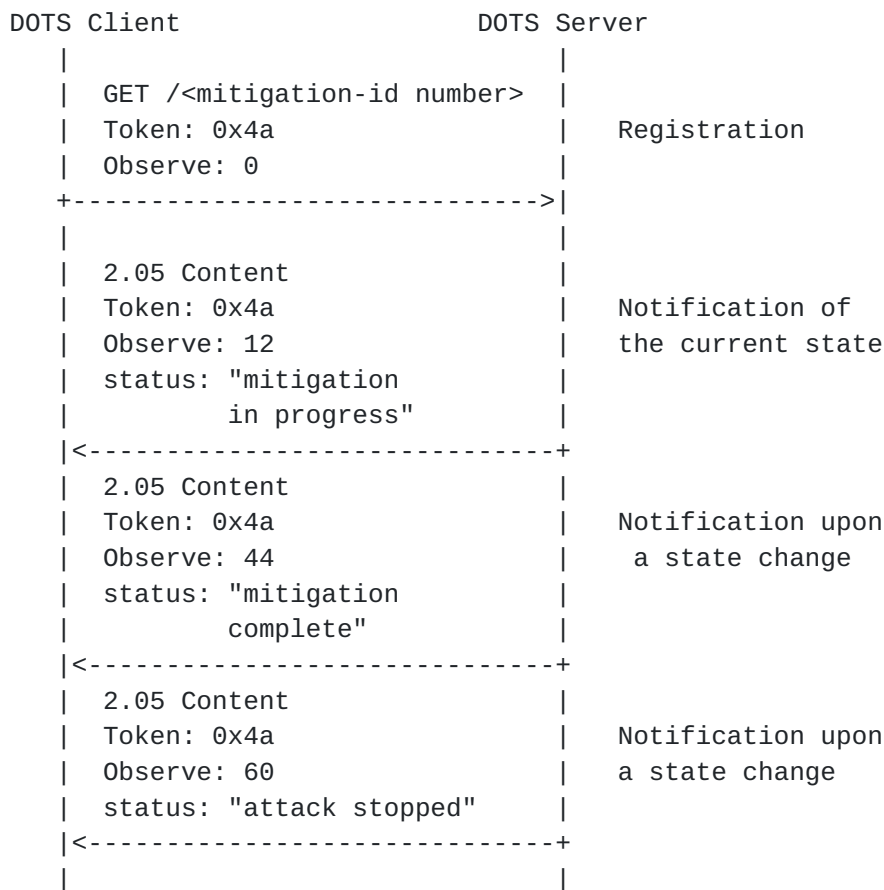 DOTS Client                   DOTS Server
   |                               |
   |  GET /<mitigation-id number>  |
   |  Token: 0x4a                  |   Registration
   |  Observe: 0                   |
   +------------------------------>|
   |                               |
   |  2.05 Content                 |
   |  Token: 0x4a                  |   Notification of
   |  Observe: 12                  |   the current state
   |  status: "mitigation          |
   |          in progress"         |
   |<------------------------------+
   |  2.05 Content                 |
   |  Token: 0x4a                  |   Notification upon
   |  Observe: 44                  |    a state change
   |  status: "mitigation          |
   |          complete"            |
   |<------------------------------+
   |  2.05 Content                 |
   |  Token: 0x4a                  |   Notification upon
   |  Observe: 60                  |   a state change
   |  status: "attack stopped"     |
   |<------------------------------+
   |                               |